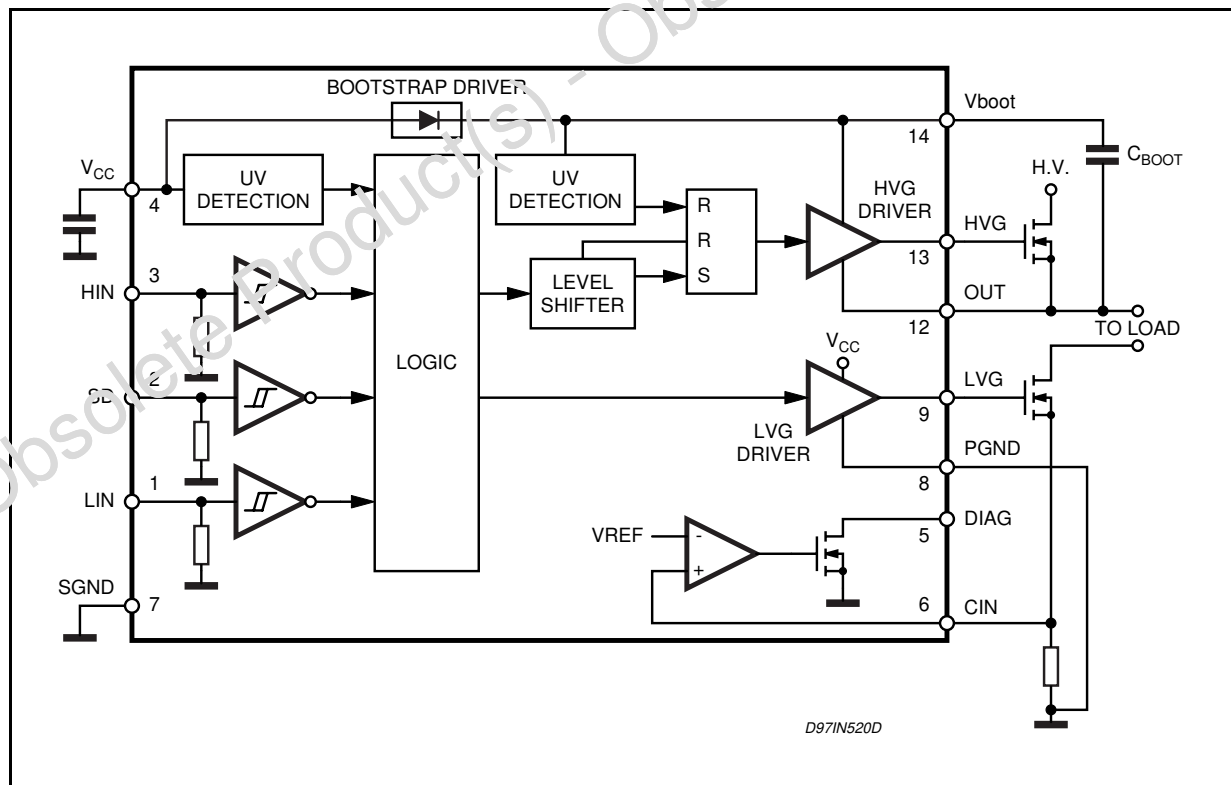 Obsolete Product(s) - Obs
BOOTSTRAP DRIVER
Vboot
14
CBOOT
H.V.
VCC
4
UV
DETECTION
UV
DETECTION
HVG
DRIVER
R
R
S
HVG
13
3
HIN
LEVEL
SHIFTER
OUT
12
TO LOAD
LOGIC
VCC
2
SD
LVG
9
LVG
DRIVER
PGND
8
1
LIN
VREF
-
+
DIAG
5
SGND
7
6
CIN
D97IN520D